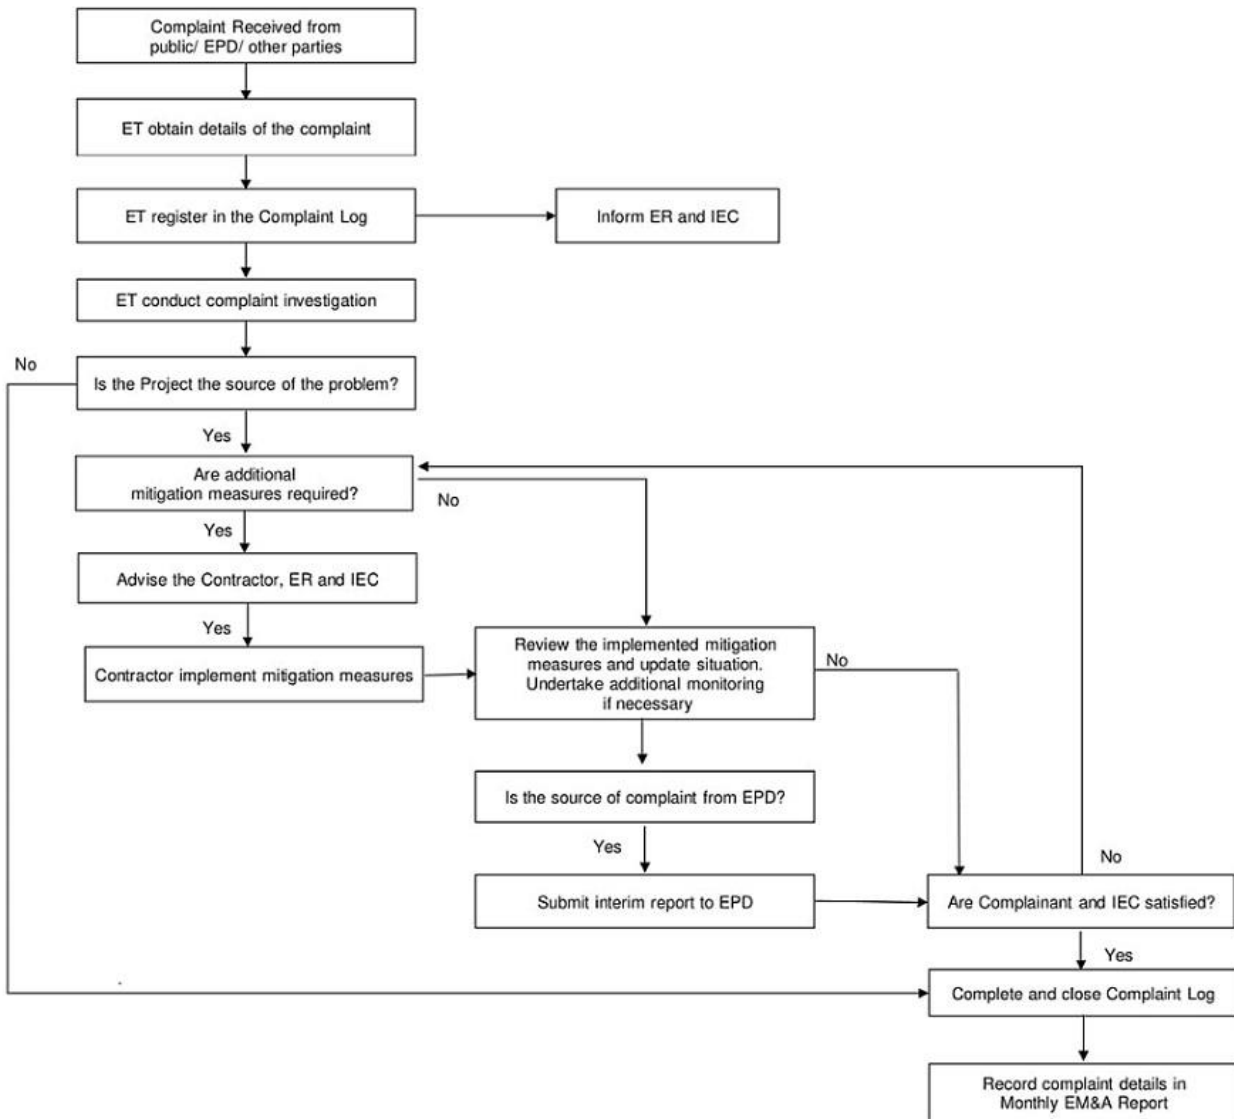 Complaint Received from
public/ EPD/ other parties
ET obtain details of the complaint
ET register in the Complaint Log
Inform ER and IEC
ET conduct complaint investigation
No
Is the Project the source of the problem?
Yes
Are additional
mitigation measures required?
No
Yes
Advise the Contractor, ER and IEC
Yes
Contractor implement mitigation measures
Review the implemented mitigation
measures and update situation.
Undertake additional monitoring
if necessary
No
Is the source of complaint from EPD?
Yes
No
Submit interim report to EPD
Are Complainant and IEC satisfied?
Yes
Complete and close Complaint Log
Record complaint details in
Monthly EM&A Report